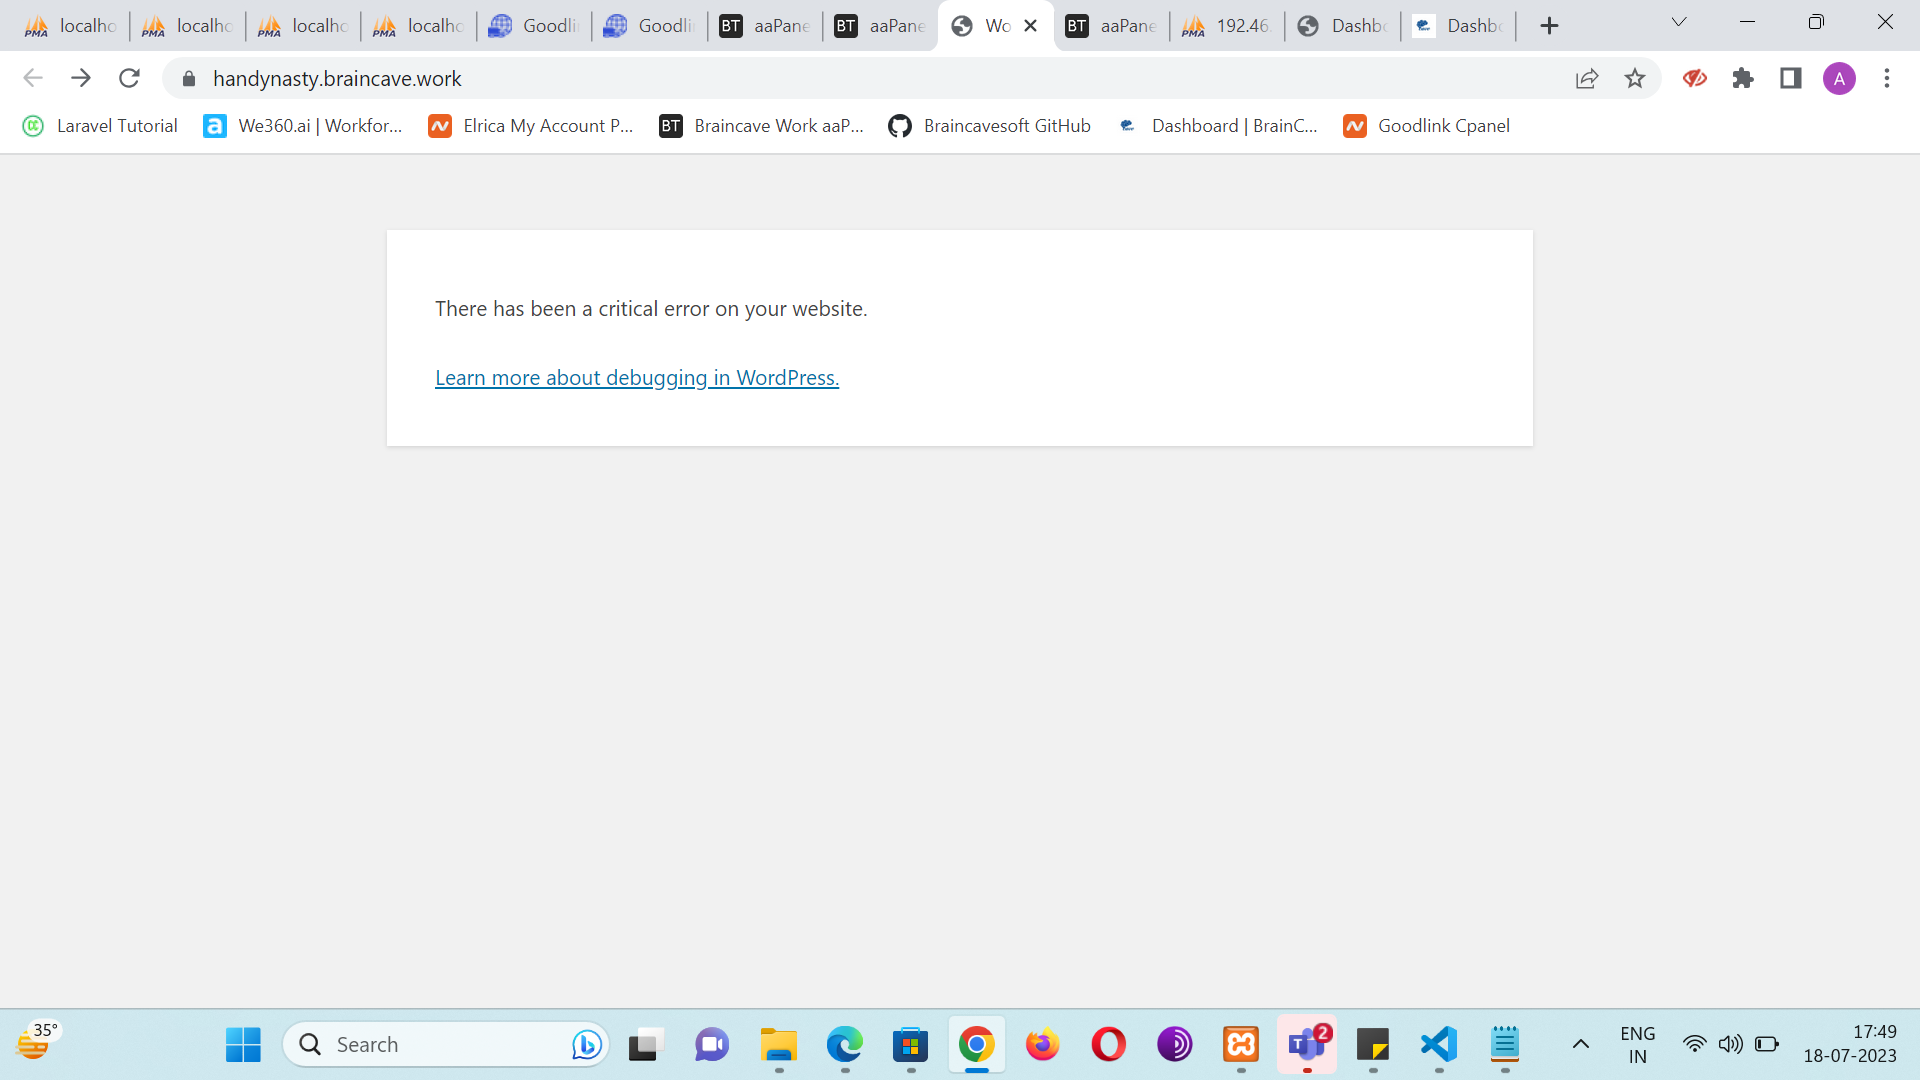 PMA localho
PMA localho
PMA localho
PMA localho
Goodli
Goodli
BT aaPane
BT aaPane
Wo
BT aaPane
PMA 192.46.
Dashbo
Dashbo
handynasty.braincave.work
A
Laravel Tutorial
a We360.ai | Workfor...
Elrica My Account P...
BT Braincave Work aaP...
Braincavesoft GitHub
Dashboard | BrainC...
Goodlink Cpanel
There has been a critical error on your website.
Learn more about debugging in WordPress.
35°
Search
T 2
ENG
IN
17:49
18-07-2023